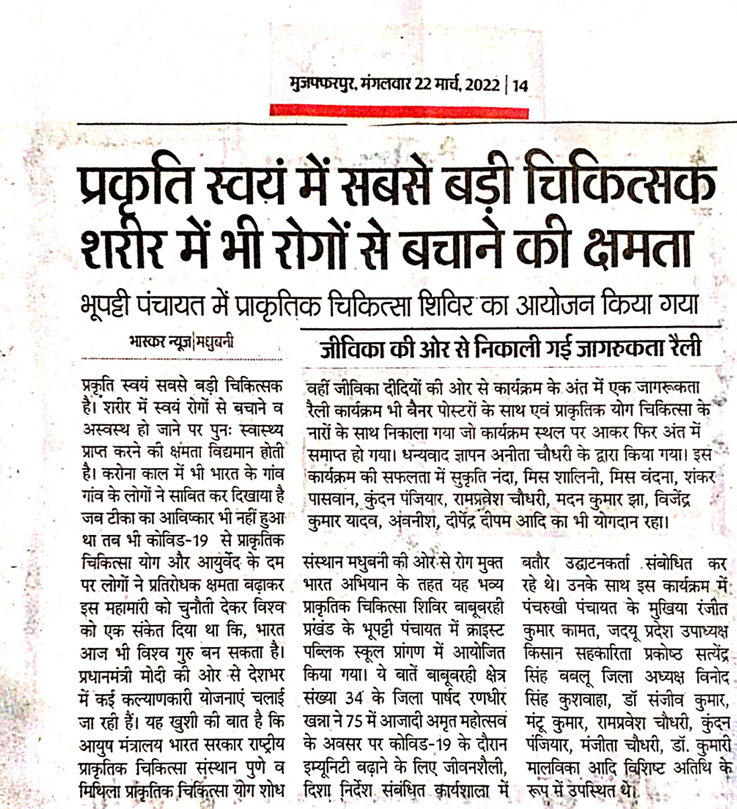 मुजफ्फरपुर, मंगलवार 22 मार्च, 2022 | 14
प्रकृति स्वयं में सबसे बड़ी चिकित्सक
शरीर में भी रोगों से बचाने की क्षमता
भूपट्टी पंचायत में प्राकृतिक चिकित्सा शिविर का आयोजन किया गया
भास्कर न्यूज|मधुबनी
प्रकृति स्वयं सबसे बड़ी चिकित्सक
है। शरीर में स्वयं रोगों से बचाने व
अस्वस्थ हो जाने पर पुनः स्वास्थ्य
प्राप्त करने की क्षमता विद्यमान होती
है। करोना काल में भी भारत के गांव
गांव के लोगों ने साबित कर दिखाया है
जब टीका का आविष्कार भी नहीं हुआ
था तब भी कोविड-19 से प्राकृतिक
चिकित्सा योग और आयुर्वेद के दम
पर लोगों ने प्रतिरोधक क्षमता बढ़ाकर
इस महामारी को चुनौती देकर विश्व
को एक संकेत दिया था कि, भारत
आज भी विश्व गुरु बन सकता है।
प्रधानमंत्री मोदी की ओर से देशभर
में कई कल्याणकारी योजनाएं चलाई
जा रही हैं। यह खुशी की बात है कि
आयुष मंत्रालय भारत सरकार राष्ट्रीय
प्राकृतिक चिकित्सा संस्थान पुणे व
मिथिला प्राकृतिक चिकित्सा योग शोध
जीविका की ओर से निकाली गई जागरुकता रैली
वहीं जीविका दीदियों की ओर से कार्यक्रम के अंत में एक जागरूकता
रैली कार्यक्रम भी बैनर पोस्टरों के साथ एवं प्राकृतिक योग चिकित्सा के
नारों के साथ निकाला गया जो कार्यक्रम स्थल पर आकर फिर अंत में
समाप्त हो गया। धन्यवाद ज्ञापन अनीता चौधरी के द्वारा किया गया। इस
कार्यक्रम की सफलता में सुकृति नंदा, मिस शालिनी, मिस वंदना, शंकर
पासवान, कुंदन पंजियार, रामप्रवेश चौधरी, मदन कुमार झा, विजेंद्र
कुमार यादव, अवनीश, दीपेंद्र दीपम आदि का भी योगदान रहा।
संस्थान मधुबनी की ओर से रोग मुक्त
भारत अभियान के तहत यह भव्य
प्राकृतिक चिकित्सा शिविर बाबूबरही
प्रखंड के भूपट्टी पंचायत में क्राइस्ट
पब्लिक स्कूल प्रांगण में आयोजित
किया गया। ये बातें बाबूबरही क्षेत्र
संख्या 34 के जिला पार्षद रणधीर
खन्ना ने 75 में आजादी अमृत महोत्सव
के अवसर पर कोविड-19 के दौरान
इम्यूनिटी बढ़ाने के लिए जीवनशैली,
दिशा निर्देश संबंधित कार्यशाला में
बतौर उद्घाटनकर्ता संबोधित कर
रहे थे। उनके साथ इस कार्यक्रम में
पंचरुखी पंचायत के मुखिया रंजीत
कुमार कामत, जदयू प्रदेश उपाध्यक्ष
किसान सहकारिता प्रकोष्ठ सत्येंद्र
सिंह बबलू जिला अध्यक्ष विनोद
सिंह कुशवाहा, डॉ संजीव कुमार,
मंटू कुमार, रामप्रवेश चौधरी, कुंदन
पंजियार, मंजीता चौधरी, डॉ. कुमारी
मालविका आदि विशिष्ट अतिथि के
रूप में उपस्थित थे।